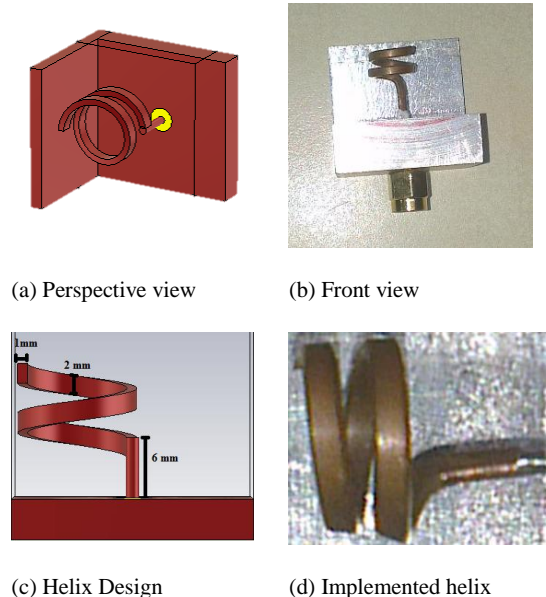 (a) Perspective view
(b) Front view
1mm
2 mm
6 mm
(c) Helix Design
(d) Implemented helix